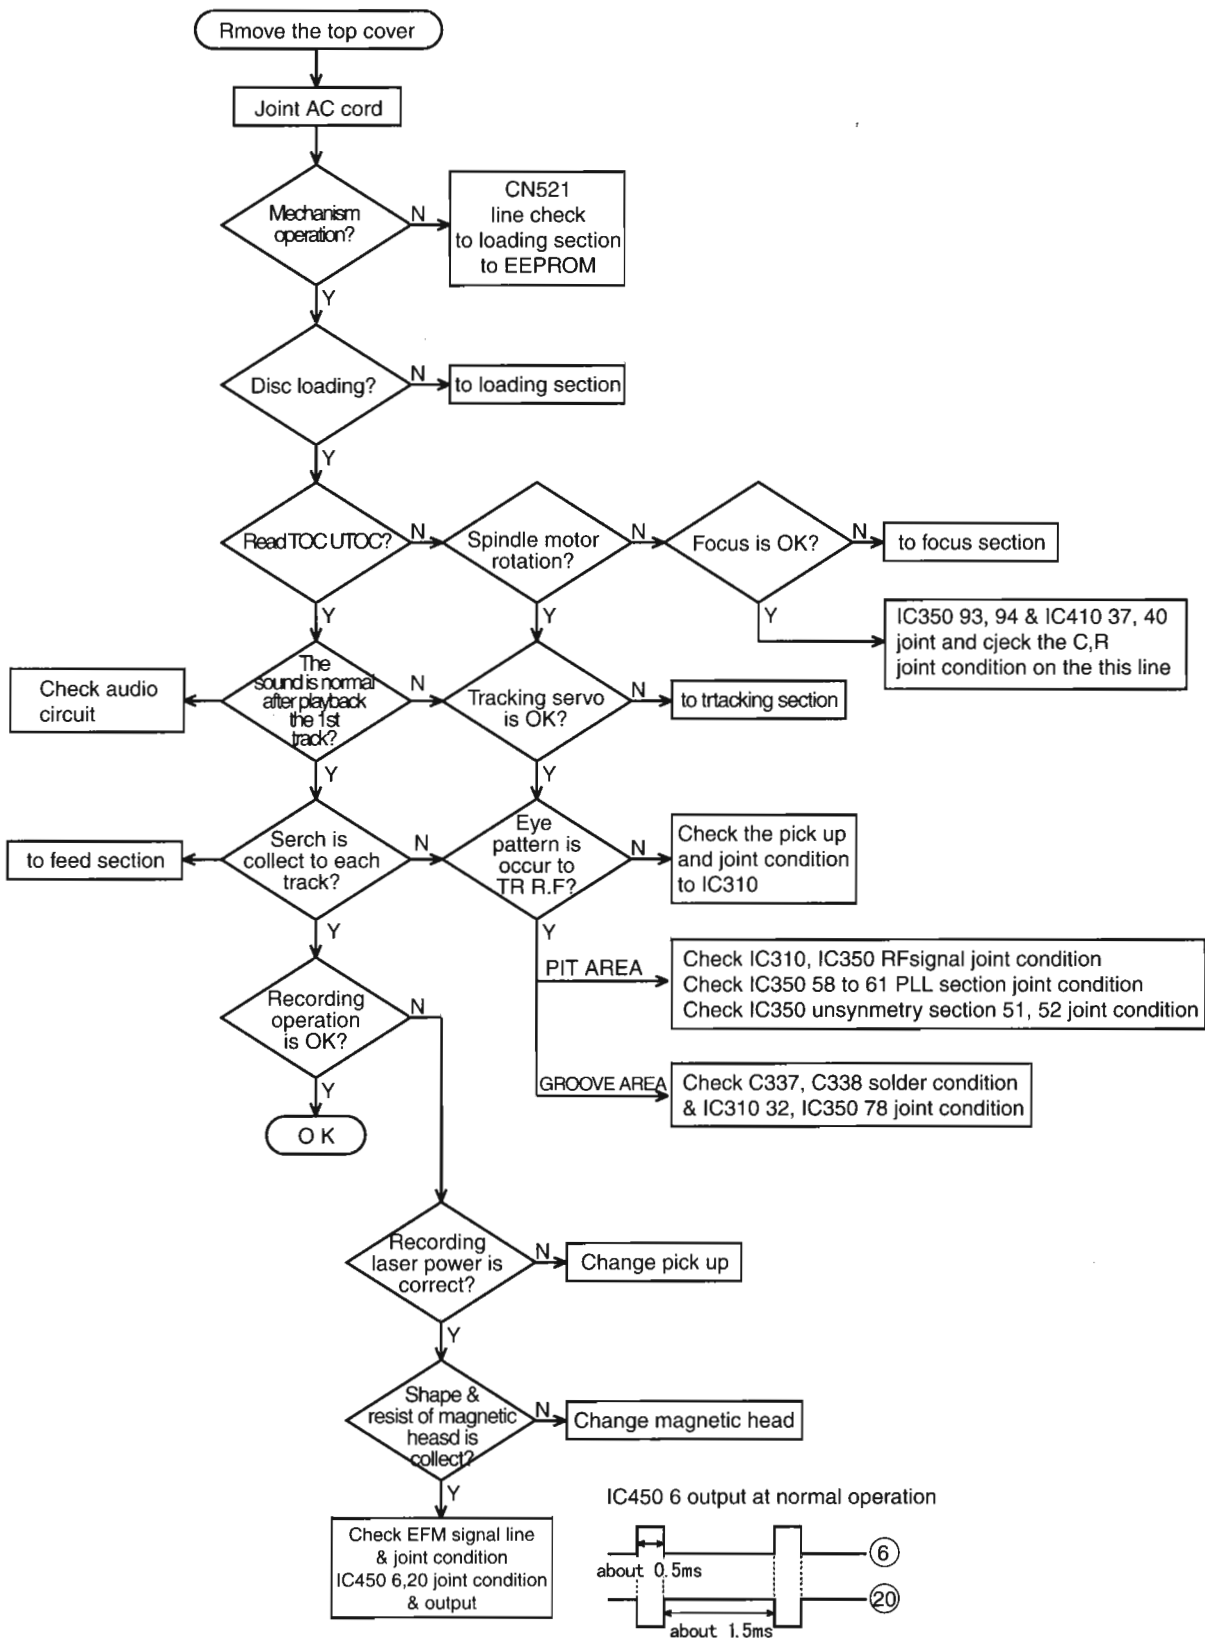 Rmove the top cover
Joint AC cord
Mechanism
operation?
N
CN521
line check
to loading section
to EEPROM
Y
Disc loading?
N
to loading section
Y
Read TOC UTOC?
N
Spindle motor
rotation?
N
Focus is OK?
N
to focus section
Y
Y
Y
IC350 93, 94 & IC410 37, 40
joint and cjeck the C,R
joint condition on the this line
Check audio
circuit
The
sound is normal
after playback
the 1st
track?
N
Tracking servo
is OK?
N
to trtacking section
Y
Y
to feed section
Serch is
collect to each
track?
N
Eye
pattern is
occur to
TR R.F?
N
Check the pick up
and joint condition
to IC310
Y
Y
PIT AREA
Check IC310, IC350 RFsignal joint condition
Check IC350 58 to 61 PLL section joint condition
Check IC350 unsynmetry section 51, 52 joint condition
Recording
operation
is OK?
N
GROOVE AREA
Check C337, C338 solder condition
& IC310 32, IC350 78 joint condition
Y
O K
Recording
laser power is
correct?
N
Change pick up
Y
Shape &
resist of magnetic
heasd is
collect?
N
Change magnetic head
Y
Check EFM signal line
& joint condition
IC450 6,20 joint condition
& output
IC450 6 output at normal operation
6
about 0.5ms
20
about 1.5ms